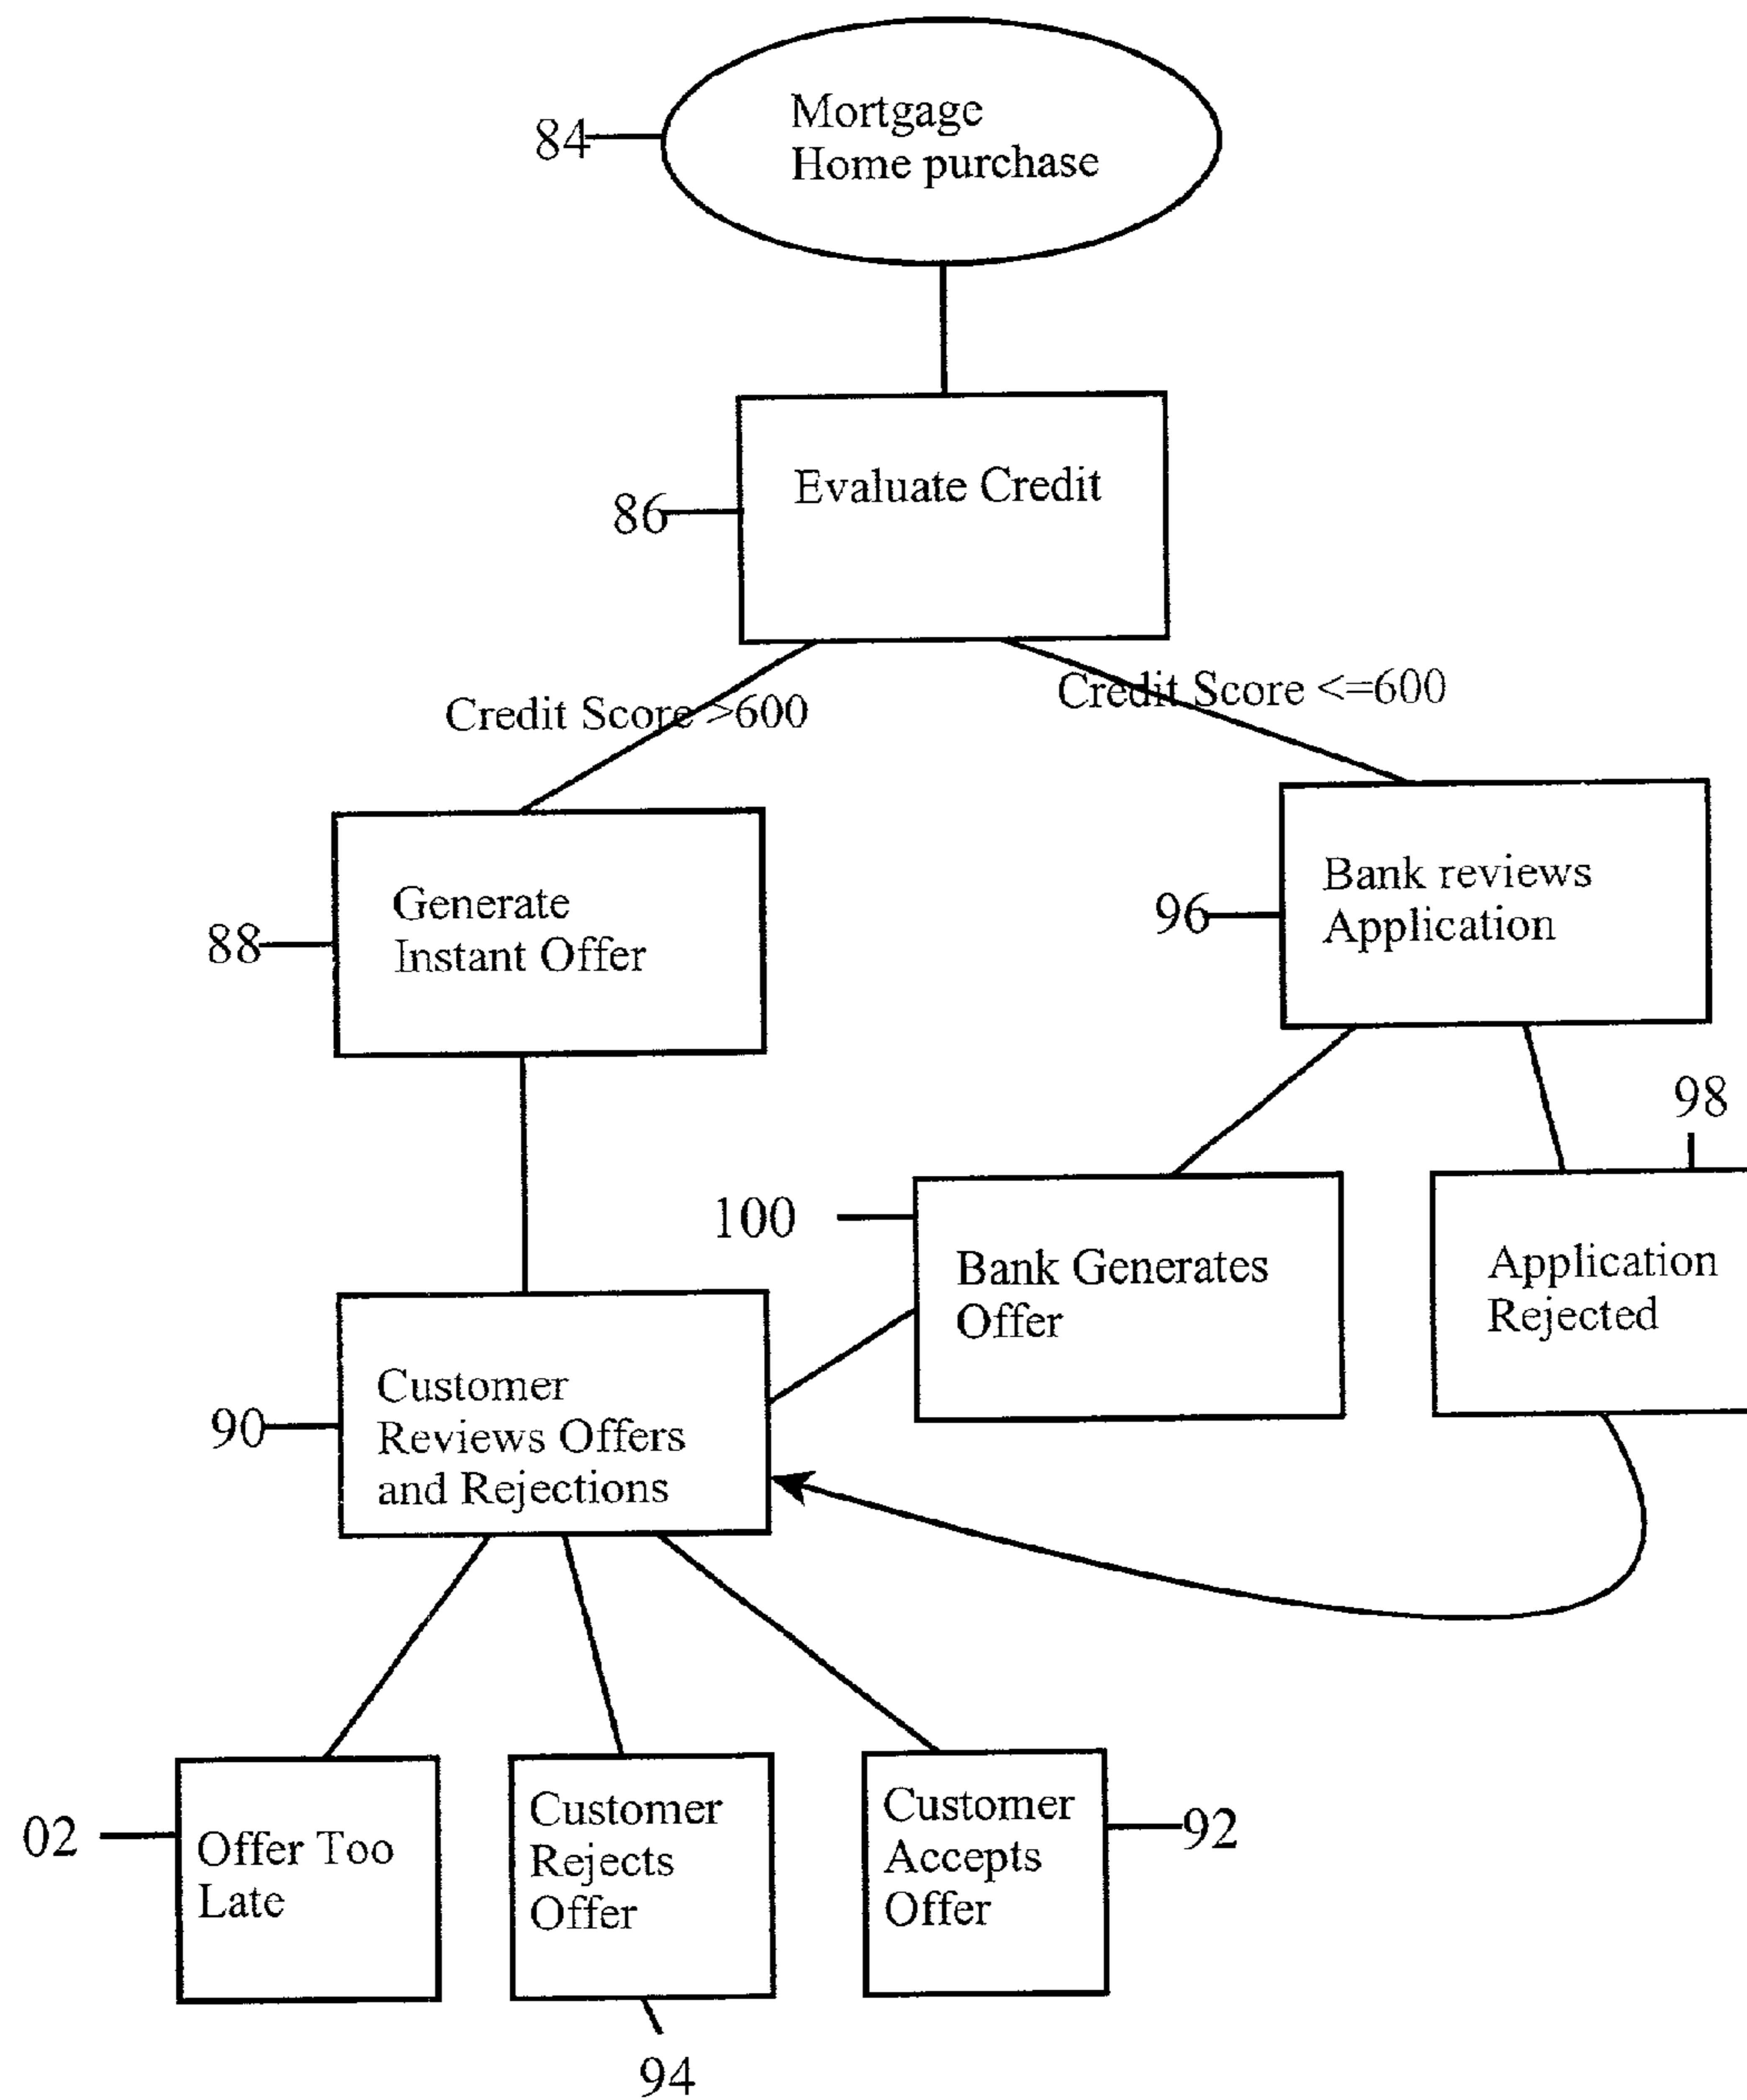 84
Mortgage
Home purchase
86
Evaluate Credit
Credit Score >600
Credit Score <=600
88
Generate
Instant Offer
96
Bank reviews
Application
98
100
Bank Generates
Offer
Application
Rejected
90
Customer
Reviews Offers
and Rejections
02
Offer Too
Late
Customer
Rejects
Offer
Customer
Accepts
Offer
92
94